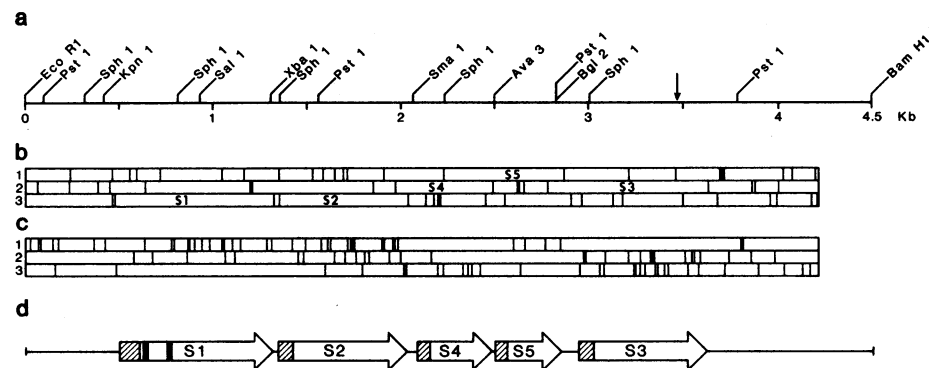 a
Eco R1 Pst 1 Sph 1 Kpn 1 Sph 1 Sal 1 Xba 1 Sph 1 Pst 1 Sma 1 Sph 1 Ava 3 Pst 1 Bgl 2 Sph 1 Pst 1 Bam H1
0 1 2 3 4 4.5 Kb
b
1 S5
2 S4 S3
3 S1 S2
c
1
2
3
d
S1 S2 S4 S5 S3